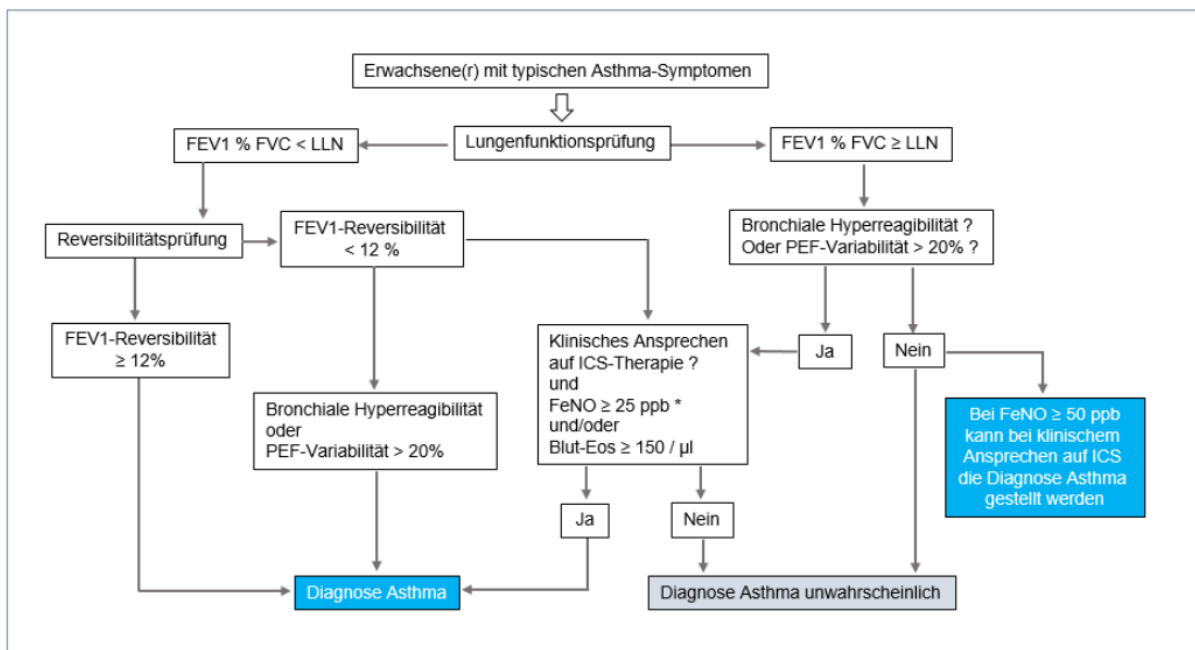 Erwachsene(r) mit typischen Asthma-Symptomen
FEV1 % FVC < LLN
Lungenfunktionsprüfung
FEV1 % FVC ≥ LLN
Reversibilitätsprüfung
FEV1-Reversibilität
< 12 %
Bronchiale Hyperreagibilität ?
Oder PEF-Variabilität > 20% ?
FEV1-Reversibilität
≥ 12%
Klinisches Ansprechen
auf ICS-Therapie ?
und
FeNO ≥ 25 ppb *
und/oder
Blut-Eos ≥ 150 / µl
Ja
Nein
Bronchiale Hyperreagibilität
oder
PEF-Variabilität > 20%
Bei FeNO ≥ 50 ppb
kann bei klinischem
Ansprechen auf ICS
die Diagnose Asthma
gestellt werden
Ja
Nein
Diagnose Asthma
Diagnose Asthma unwahrscheinlich